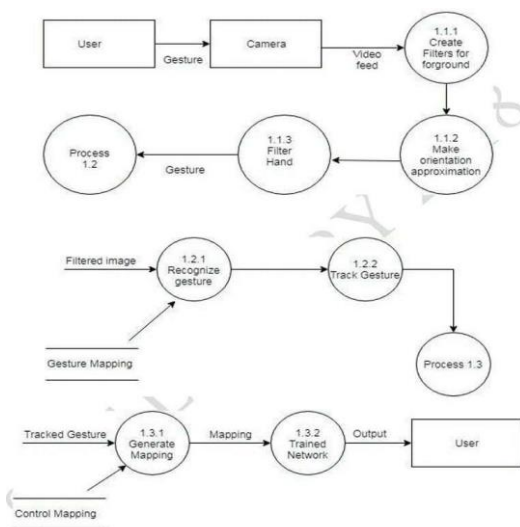 User
Gesture
Camera
Video
feed
1.1.1
Create
Filters for
forground
Process
1.2
Gesture
1.1.3
Filter
Hand
1.1.2
Make
orientation
approximation
Filtered image
1.2.1
Recognize
gesture
1.2.2
Track Gesture
Gesture Mapping
Process 1.3
Tracked Gesture
1.3.1
Generate
Mapping
Mapping
1.3.2
Trained
Network
Output
User
Control Mapping